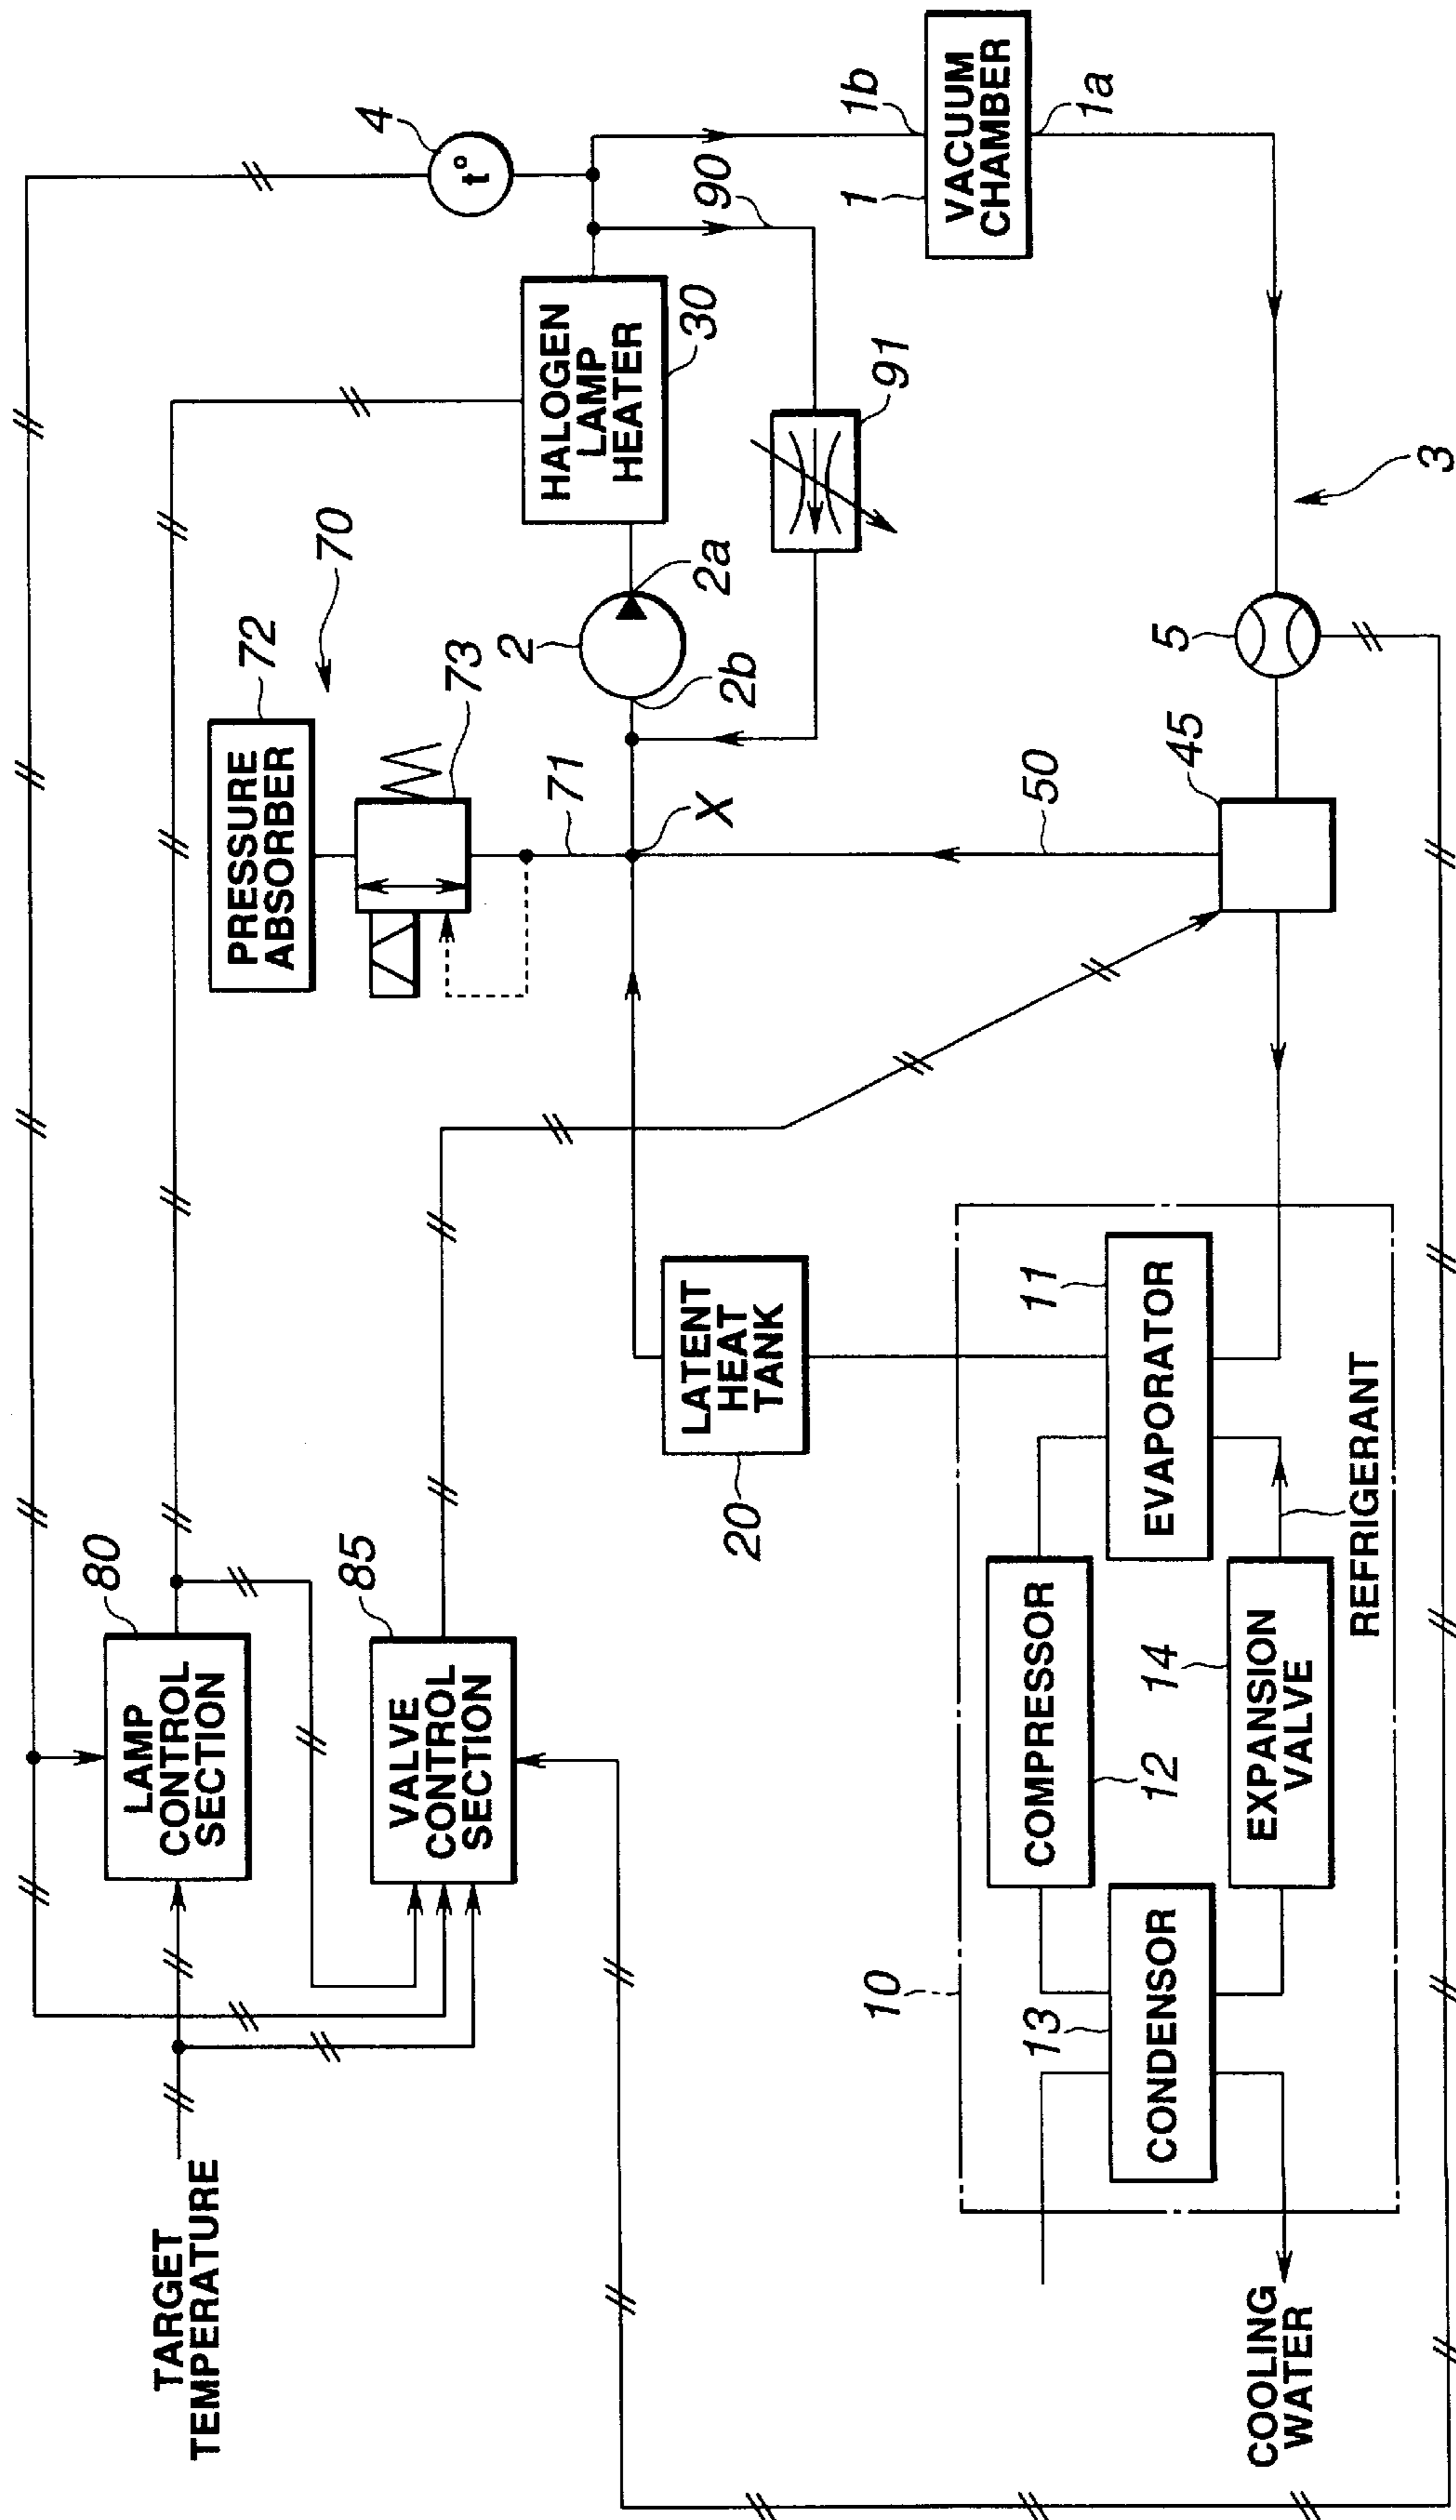 TARGET
TEMPERATURE
LAMP
CONTROL
SECTION
80
VALVE
CONTROL
SECTION
85
PRESSURE
ABSORBER
72
70
73
71
X
2
2a
2b
HALOGEN
LAMP
HEATER
30
4
t°
90
91
1b
1
VACUUM
CHAMBER
1a
3
5
45
50
LATENT
HEAT
TANK
20
10
11
EVAPORATOR
COMPRESSOR
12
13
CONDENSOR
14
EXPANSION
VALVE
REFRIGERANT
COOLING
WATER